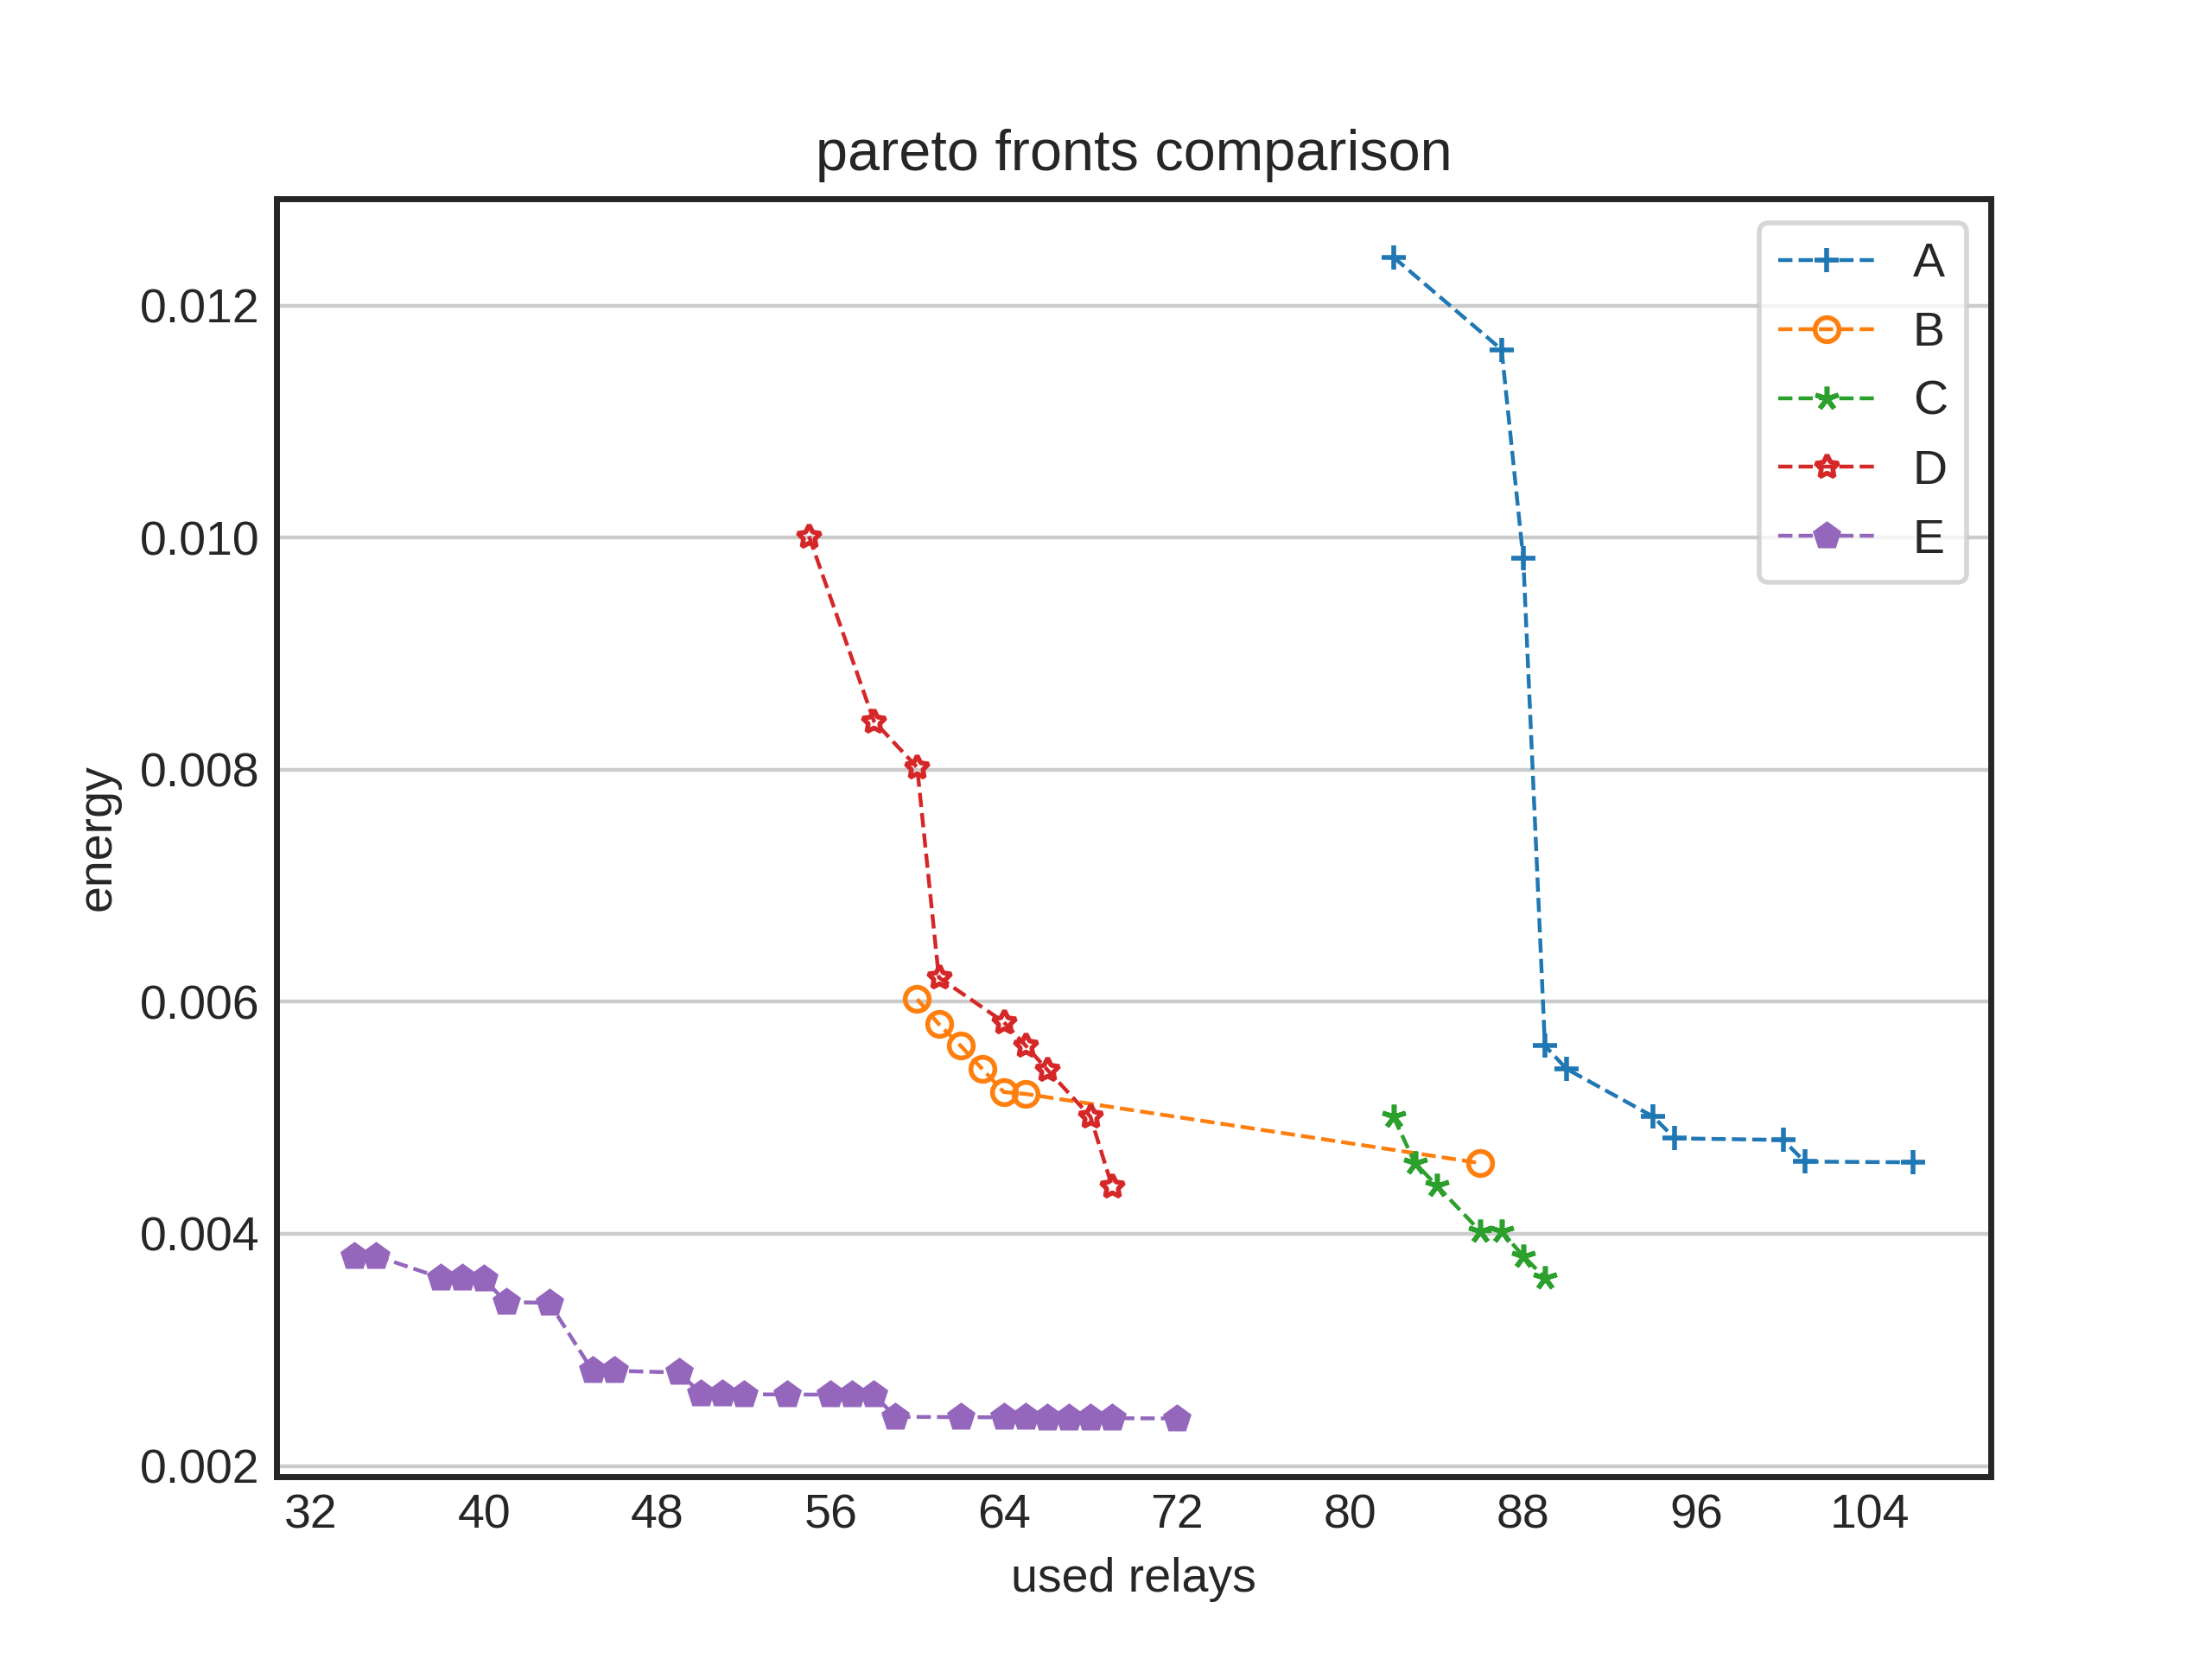 pareto fronts comparison
A
B
C
D
E
0.012
0.010
0.008
0.006
0.004
0.002
energy
32 40 48 56 64 72 80 88 96 104
used relays